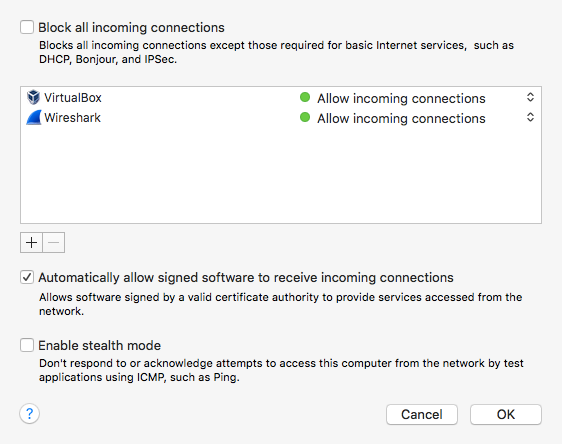 Block all incoming connections
Blocks all incoming connections except those required for basic Internet services, such as
DHCP, Bonjour, and IPSec.
VirtualBox Allow incoming connections
Wireshark Allow incoming connections
+ −
Automatically allow signed software to receive incoming connections
Allows software signed by a valid certificate authority to provide services accessed from the
network.
Enable stealth mode
Don't respond to or acknowledge attempts to access this computer from the network by test
applications using ICMP, such as Ping.
? Cancel OK